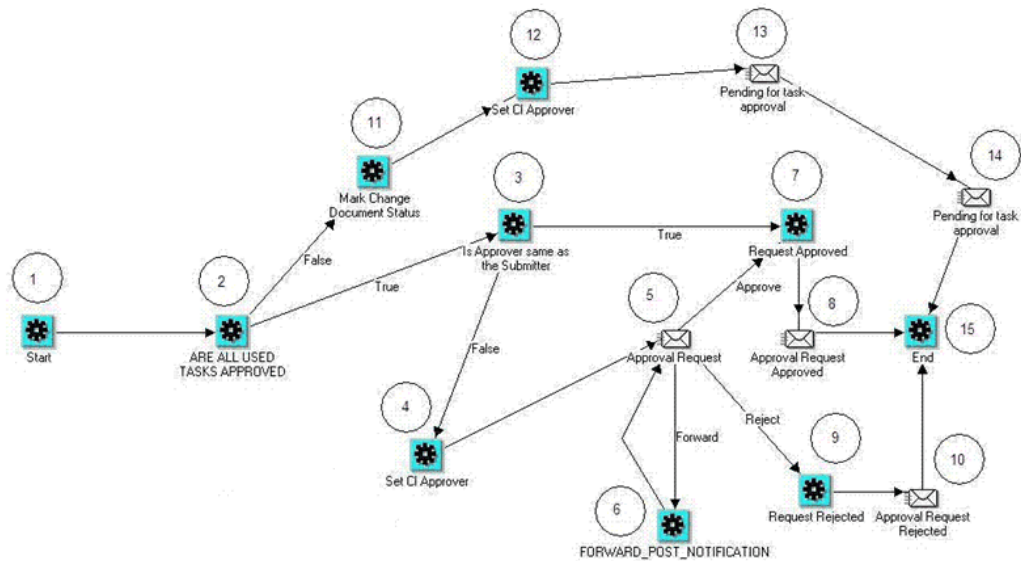 12
Set CI Approver
13
Pending for task
approval
11
Mark Change
Document Status
14
Pending for task
approval
3
Is Approver same as
the Submitter
7
Request Approved
True
False
True
1
Start
2
ARE ALL USED
TASKS APPROVED
5
Approval Request
Approve
8
Approval Request
Approved
15
End
False
4
Set CI Approver
Forward
Reject
9
Request Rejected
10
Approval Request
Rejected
6
FORWARD_POST_NOTIFICATION